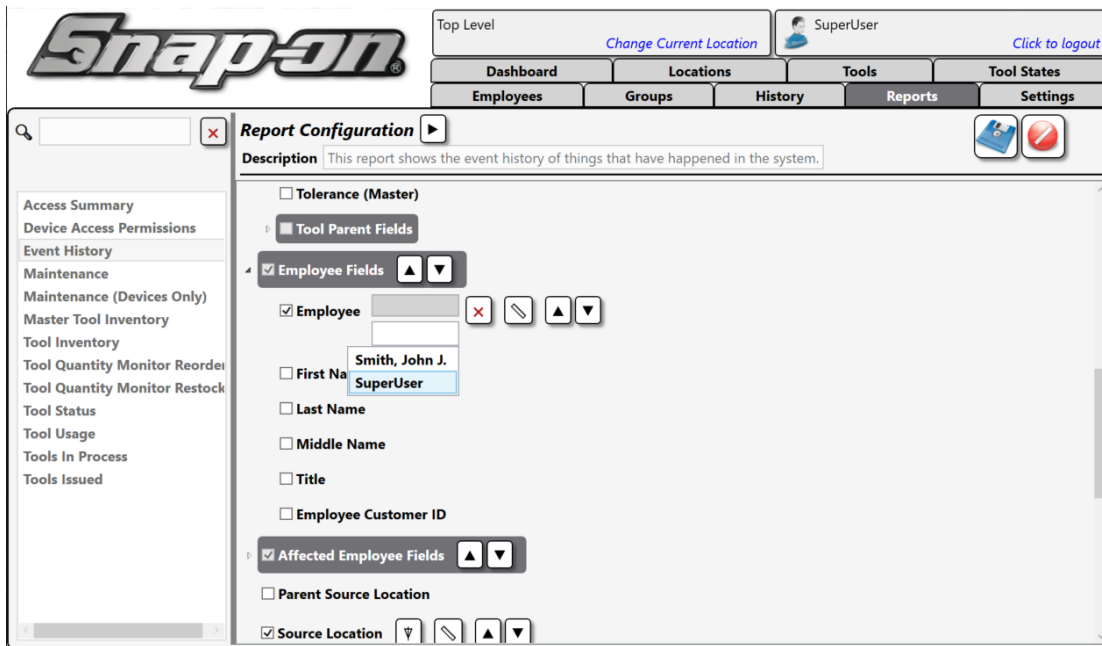 Snap-on
®
Top Level
Change Current Location
SuperUser
Click to logout
Dashboard
Locations
Tools
Tool States
Employees
Groups
History
Reports
Settings
Report Configuration
Description This report shows the event history of things that have happened in the system.
Access Summary
Device Access Permissions
Event History
Maintenance
Maintenance (Devices Only)
Master Tool Inventory
Tool Inventory
Tool Quantity Monitor Reorder
Tool Quantity Monitor Restock
Tool Status
Tool Usage
Tools In Process
Tools Issued
Tolerance (Master)
Tool Parent Fields
Employee Fields
Employee
Smith, John J.
SuperUser
First Na
Last Name
Middle Name
Title
Employee Customer ID
Affected Employee Fields
Parent Source Location
Source Location